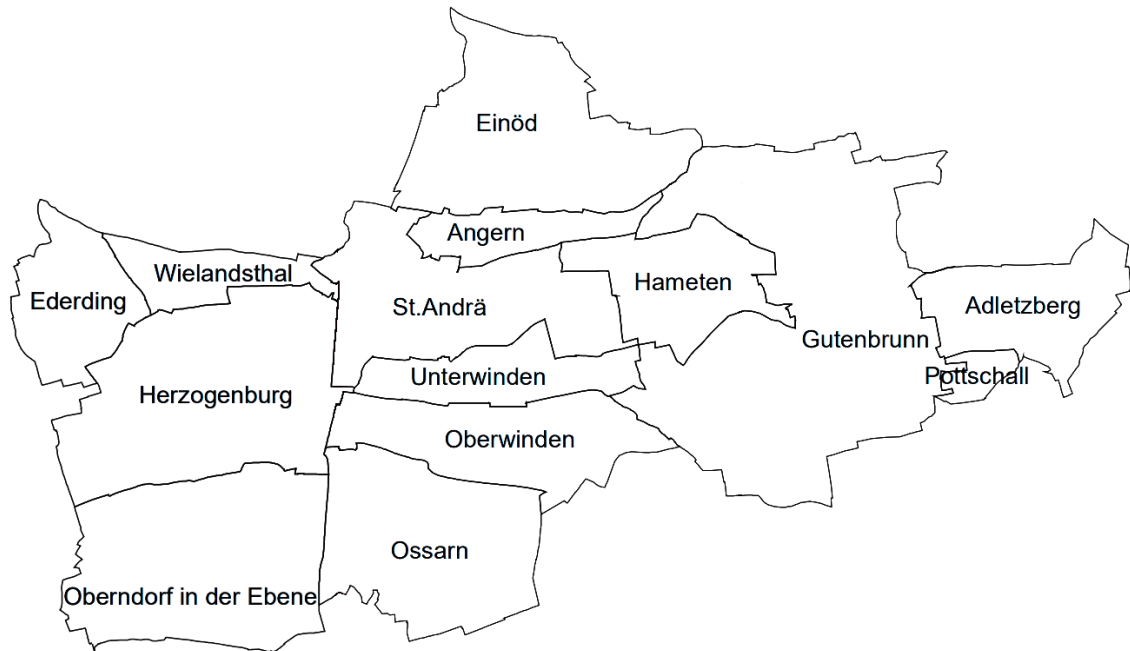 Einöd
Angern
Wielandsthal
Hameten
Ederding
St.Andrä
Adletzberg
Gutenbrunn
Unterwinden
Pottschall
Herzogenburg
Oberwinden
Ossarn
Oberndorf in der Ebene